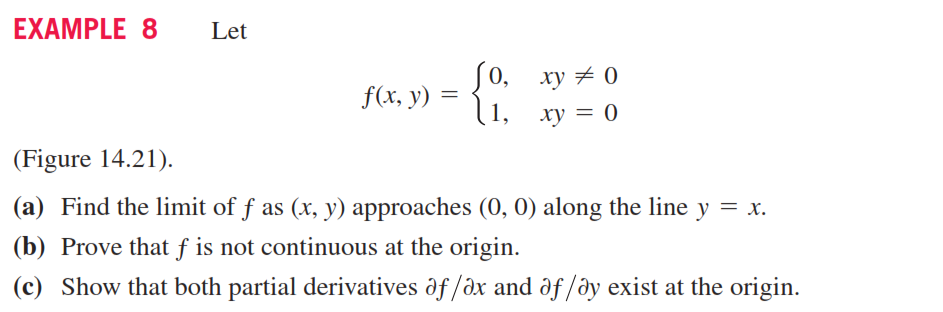 EXAMPLE 8 Let
f(x, y) = { 0, xy ≠ 0
1, xy = 0
(Figure 14.21).
(a) Find the limit of f as (x, y) approaches (0, 0) along the line y = x.
(b) Prove that f is not continuous at the origin.
(c) Show that both partial derivatives ∂f/∂x and ∂f/∂y exist at the origin.